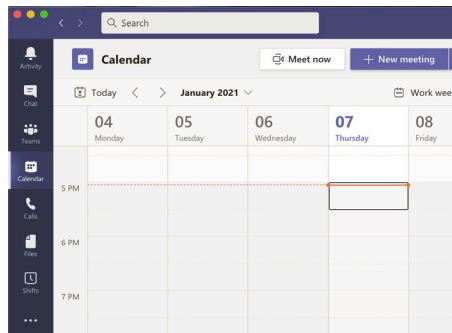 Search
Activity
Chat
Teams
Calendar
Calls
Files
Shifts
Calendar
Meet now
+ New meeting
Today
January 2021
Work wee
04
Monday
05
Tuesday
06
Wednesday
07
Thursday
08
Friday
5 PM
6 PM
7 PM